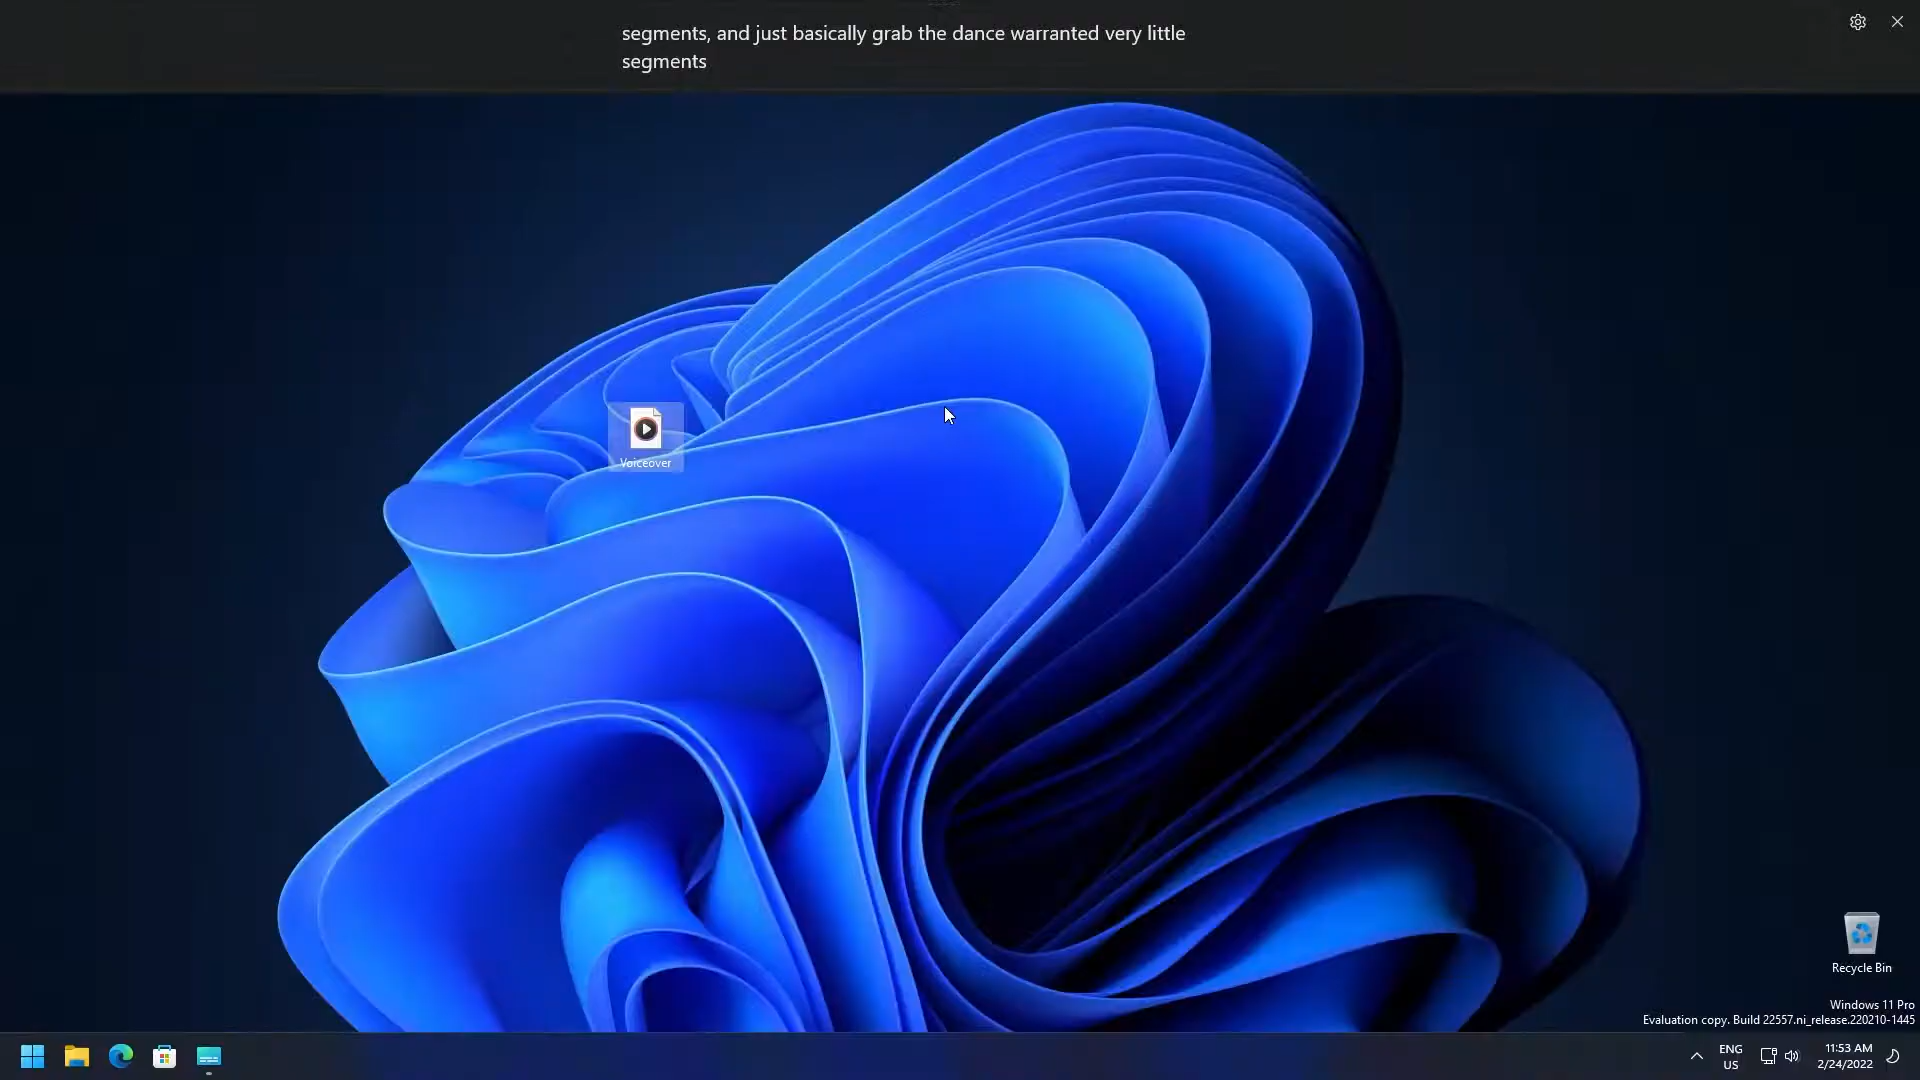 segments, and just basically grab the dance warranted very little
segments
Voiceover
Recycle Bin
Windows 11 Pro
Evaluation copy. Build 22557.ni_release.220210-1445
ENG
US
11:53 AM
2/24/2022